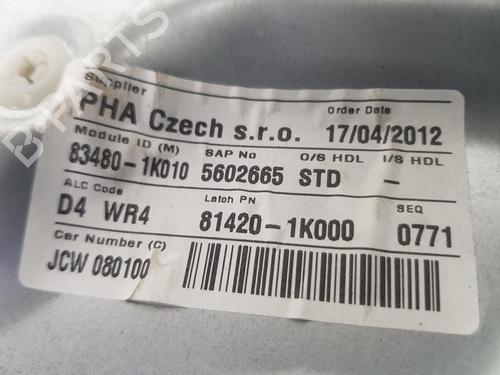 B-PARTS
Supplier
PHA Czech s.r.o.
Order Date
17/04/2012
Module ID (M) SAP No O/S HDL I/S HDL
83480-1K010 5602665 STD –
ALC Code Latch PN SEQ
D4 WR4 81420-1K000 0771
Car Number (C)
JCW 080100